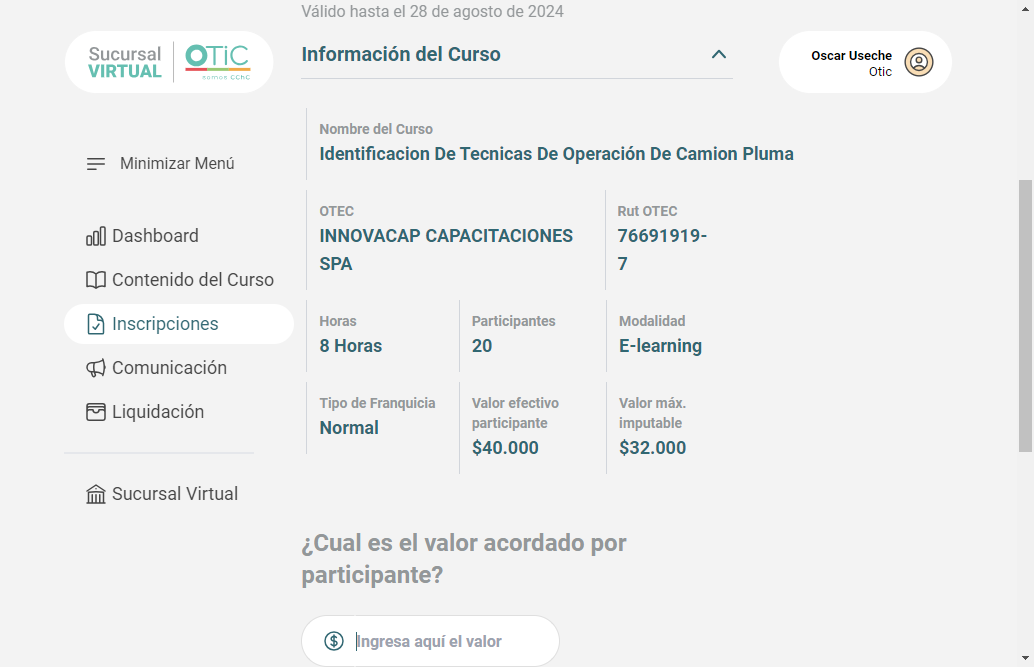 Válido hasta el 28 de agosto de 2024
Sucursal
VIRTUAL
OTiC
somos CChC
Información del Curso
Oscar Useche
Otic
Minimizar Menú
Dashboard
Contenido del Curso
Inscripciones
Comunicación
Liquidación
Sucursal Virtual
Nombre del Curso
Identificacion De Tecnicas De Operación De Camion Pluma
OTEC
INNOVACAP CAPACITACIONES
SPA
Rut OTEC
76691919-
7
Horas
8 Horas
Participantes
20
Modalidad
E-learning
Tipo de Franquicia
Normal
Valor efectivo
participante
$40.000
Valor máx.
imputable
$32.000
¿Cual es el valor acordado por
participante?
$ Ingresa aquí el valor